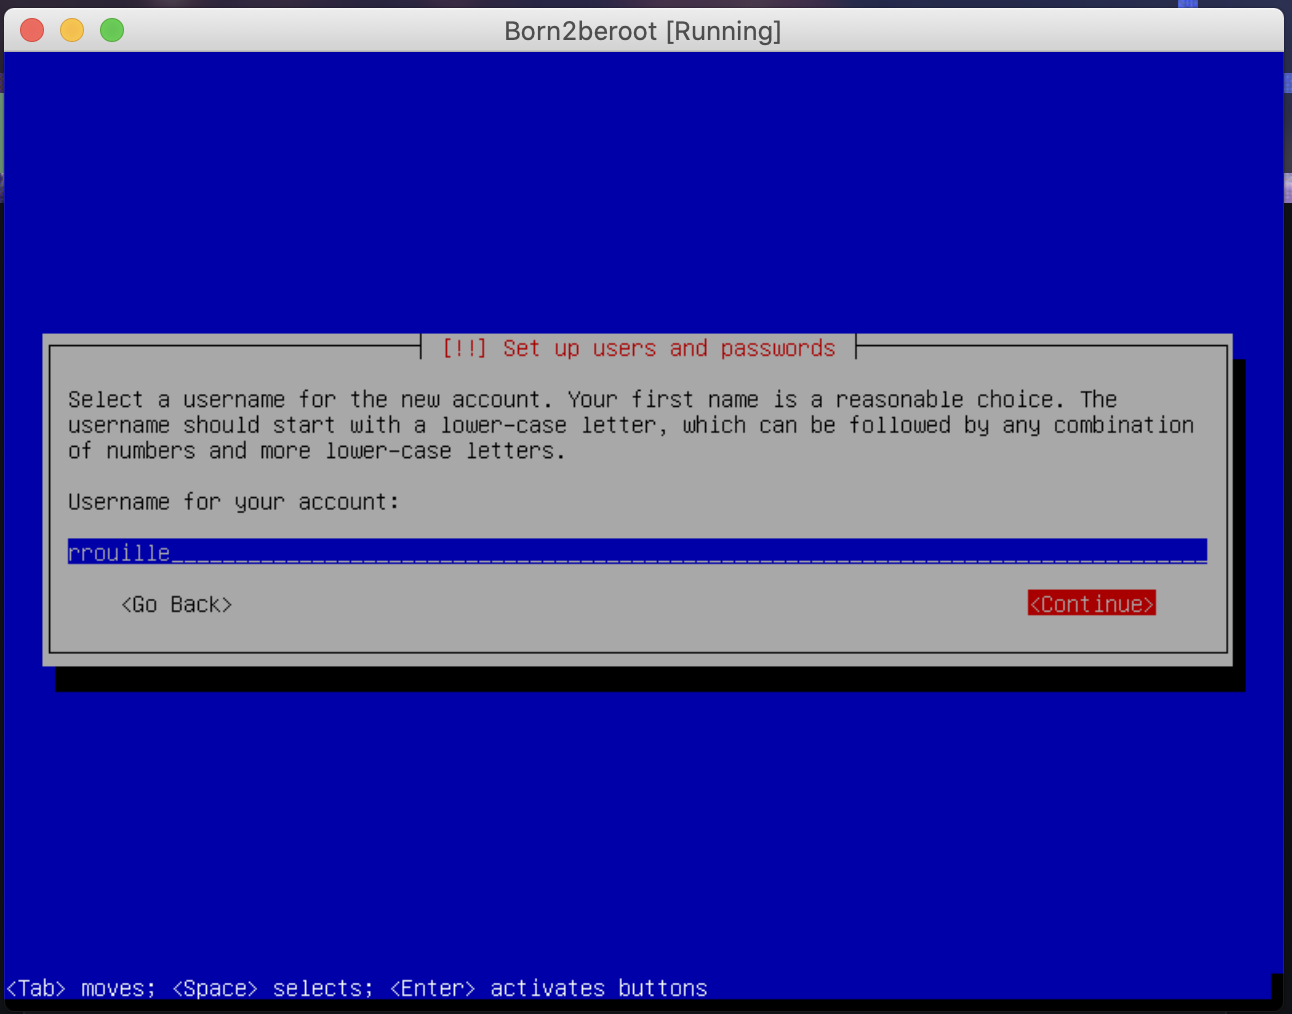 Born2beroot [Running]
[!!] Set up users and passwords
Select a username for the new account. Your first name is a reasonable choice. The
username should start with a lower-case letter, which can be followed by any combination
of numbers and more lower-case letters.
Username for your account:
rrouille
<Go Back> <Continue>
<Tab> moves; <Space> selects; <Enter> activates buttons